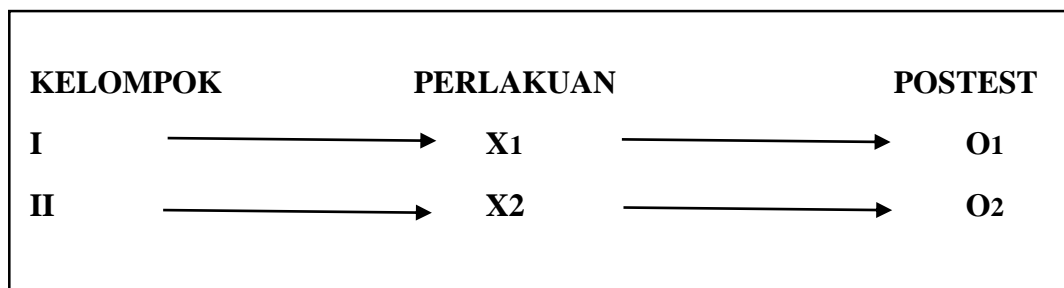 KELOMPOK PERLAKUAN POSTEST
I X1 O1
II X2 O2